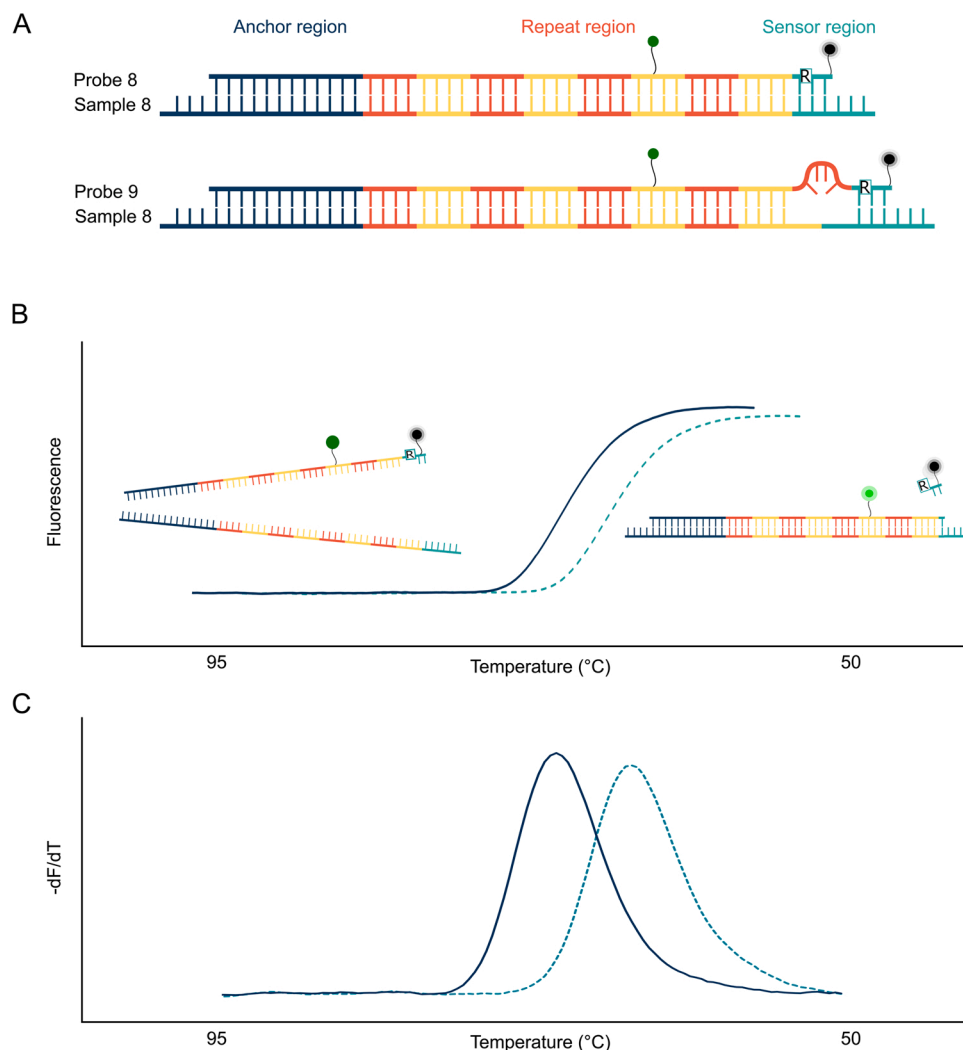 A
Anchor region Repeat region Sensor region
Probe 8
Sample 8
R
Probe 9
Sample 8
R
B
Fluorescence
R
R
95 Temperature (°C) 50
C
-dF/dT
95 Temperature (°C) 50